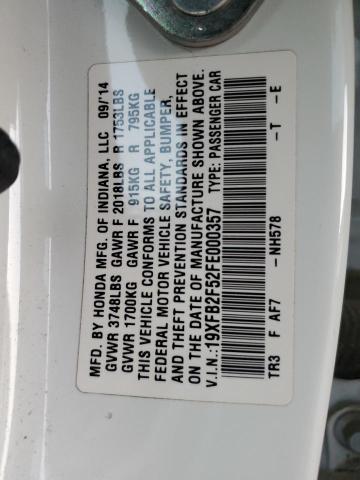 MFD. BY HONDA MFG. OF INDIANA, LLC 09/'14
GVWR 3748LBS GAWR F 2018LBS R 1753LBS
GVWR 1700KG GAWR F 915KG R 795KG
THIS VEHICLE CONFORMS TO ALL APPLICABLE
FEDERAL MOTOR VEHICLE SAFETY, BUMPER,
AND THEFT PREVENTION STANDARDS IN EFFECT
ON THE DATE OF MANUFACTURE SHOWN ABOVE.
V.I.N.:19XFB2F52FE000357 TYPE: PASSENGER CAR
TR3 F AF7 -NH578 -T -E